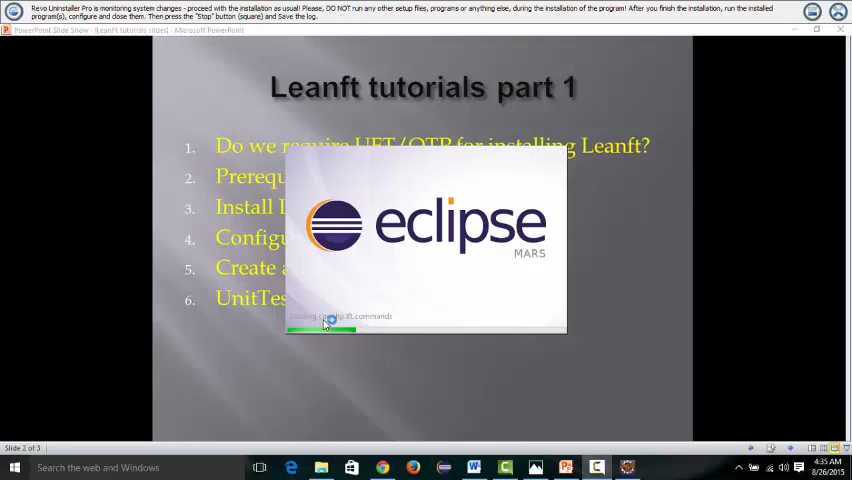 Revo Uninstaller Pro is monitoring system changes - proceed with the installation as usual! Please, DO NOT run any other setup files, programs or anything else, during the installation of the program! After you finish the installation, run the installed
program(s), configure and close them. Then press the "Stop" button (square) and Save the log.
PowerPoint Slide Show - [Leanft tutorials slides] - Microsoft PowerPoint
Leanft tutorials part 1
1. Do we require UFT/QTP for installing Leanft?
2. Prerequ
3. Install
4. Configu
5. Create a
6. UnitTes
eclipse
MARS
Loading com.hp.lft.commands
Slide 2 of 3
Search the web and Windows
4:35 AM
8/26/2015